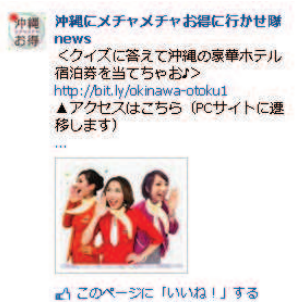 沖縄
お得
沖縄にメチャメチャお得に行かせ隊
news
＜クイズに答えて沖縄の豪華ホテル
宿泊券を当てちゃお♪＞
http://bit.ly/okinawa-otoku1
▲アクセスはこちら（PCサイトに遷
移します）
...
このページに「いいね！」する